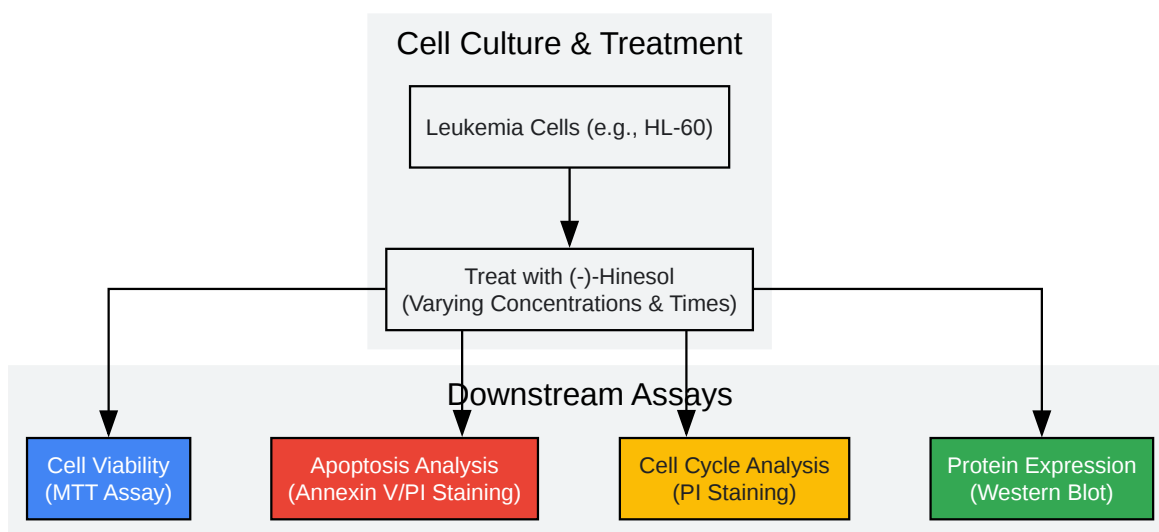 Cell Culture & Treatment
Leukemia Cells (e.g., HL-60)
Treat with (-)-Hinesol
(Varying Concentrations & Times)
Downstream Assays
Cell Viability
(MTT Assay)
Apoptosis Analysis
(Annexin V/PI Staining)
Cell Cycle Analysis
(PI Staining)
Protein Expression
(Western Blot)